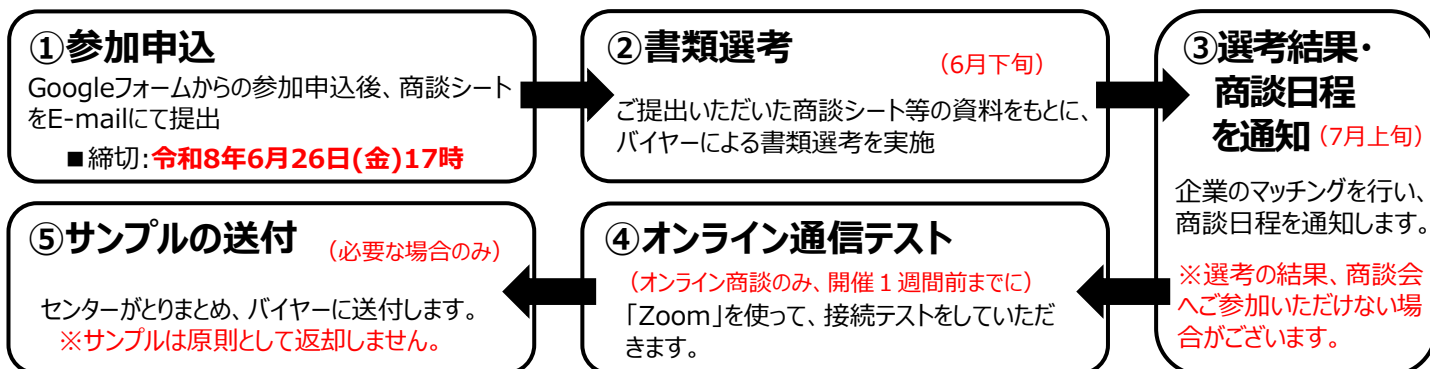 ①参加申込
Googleフォームからの参加申込後、商談シート
をE-mailにて提出
■締切:令和8年6月26日(金)17時
②書類選考
（6月下旬）
ご提出いただいた商談シート等の資料をもとに、
バイヤーによる書類選考を実施
③選考結果・
商談日程
を通知（7月上旬）
企業のマッチングを行い、
商談日程を通知します。
※選考の結果、商談会
へご参加いただけない場
合がございます。
④オンライン通信テスト
（オンライン商談のみ、開催１週間前までに）
「Zoom」を使って、接続テストをしていただ
きます。
⑤サンプルの送付
（必要な場合のみ）
センターがとりまとめ、バイヤーに送付します。
※サンプルは原則として返却しません。